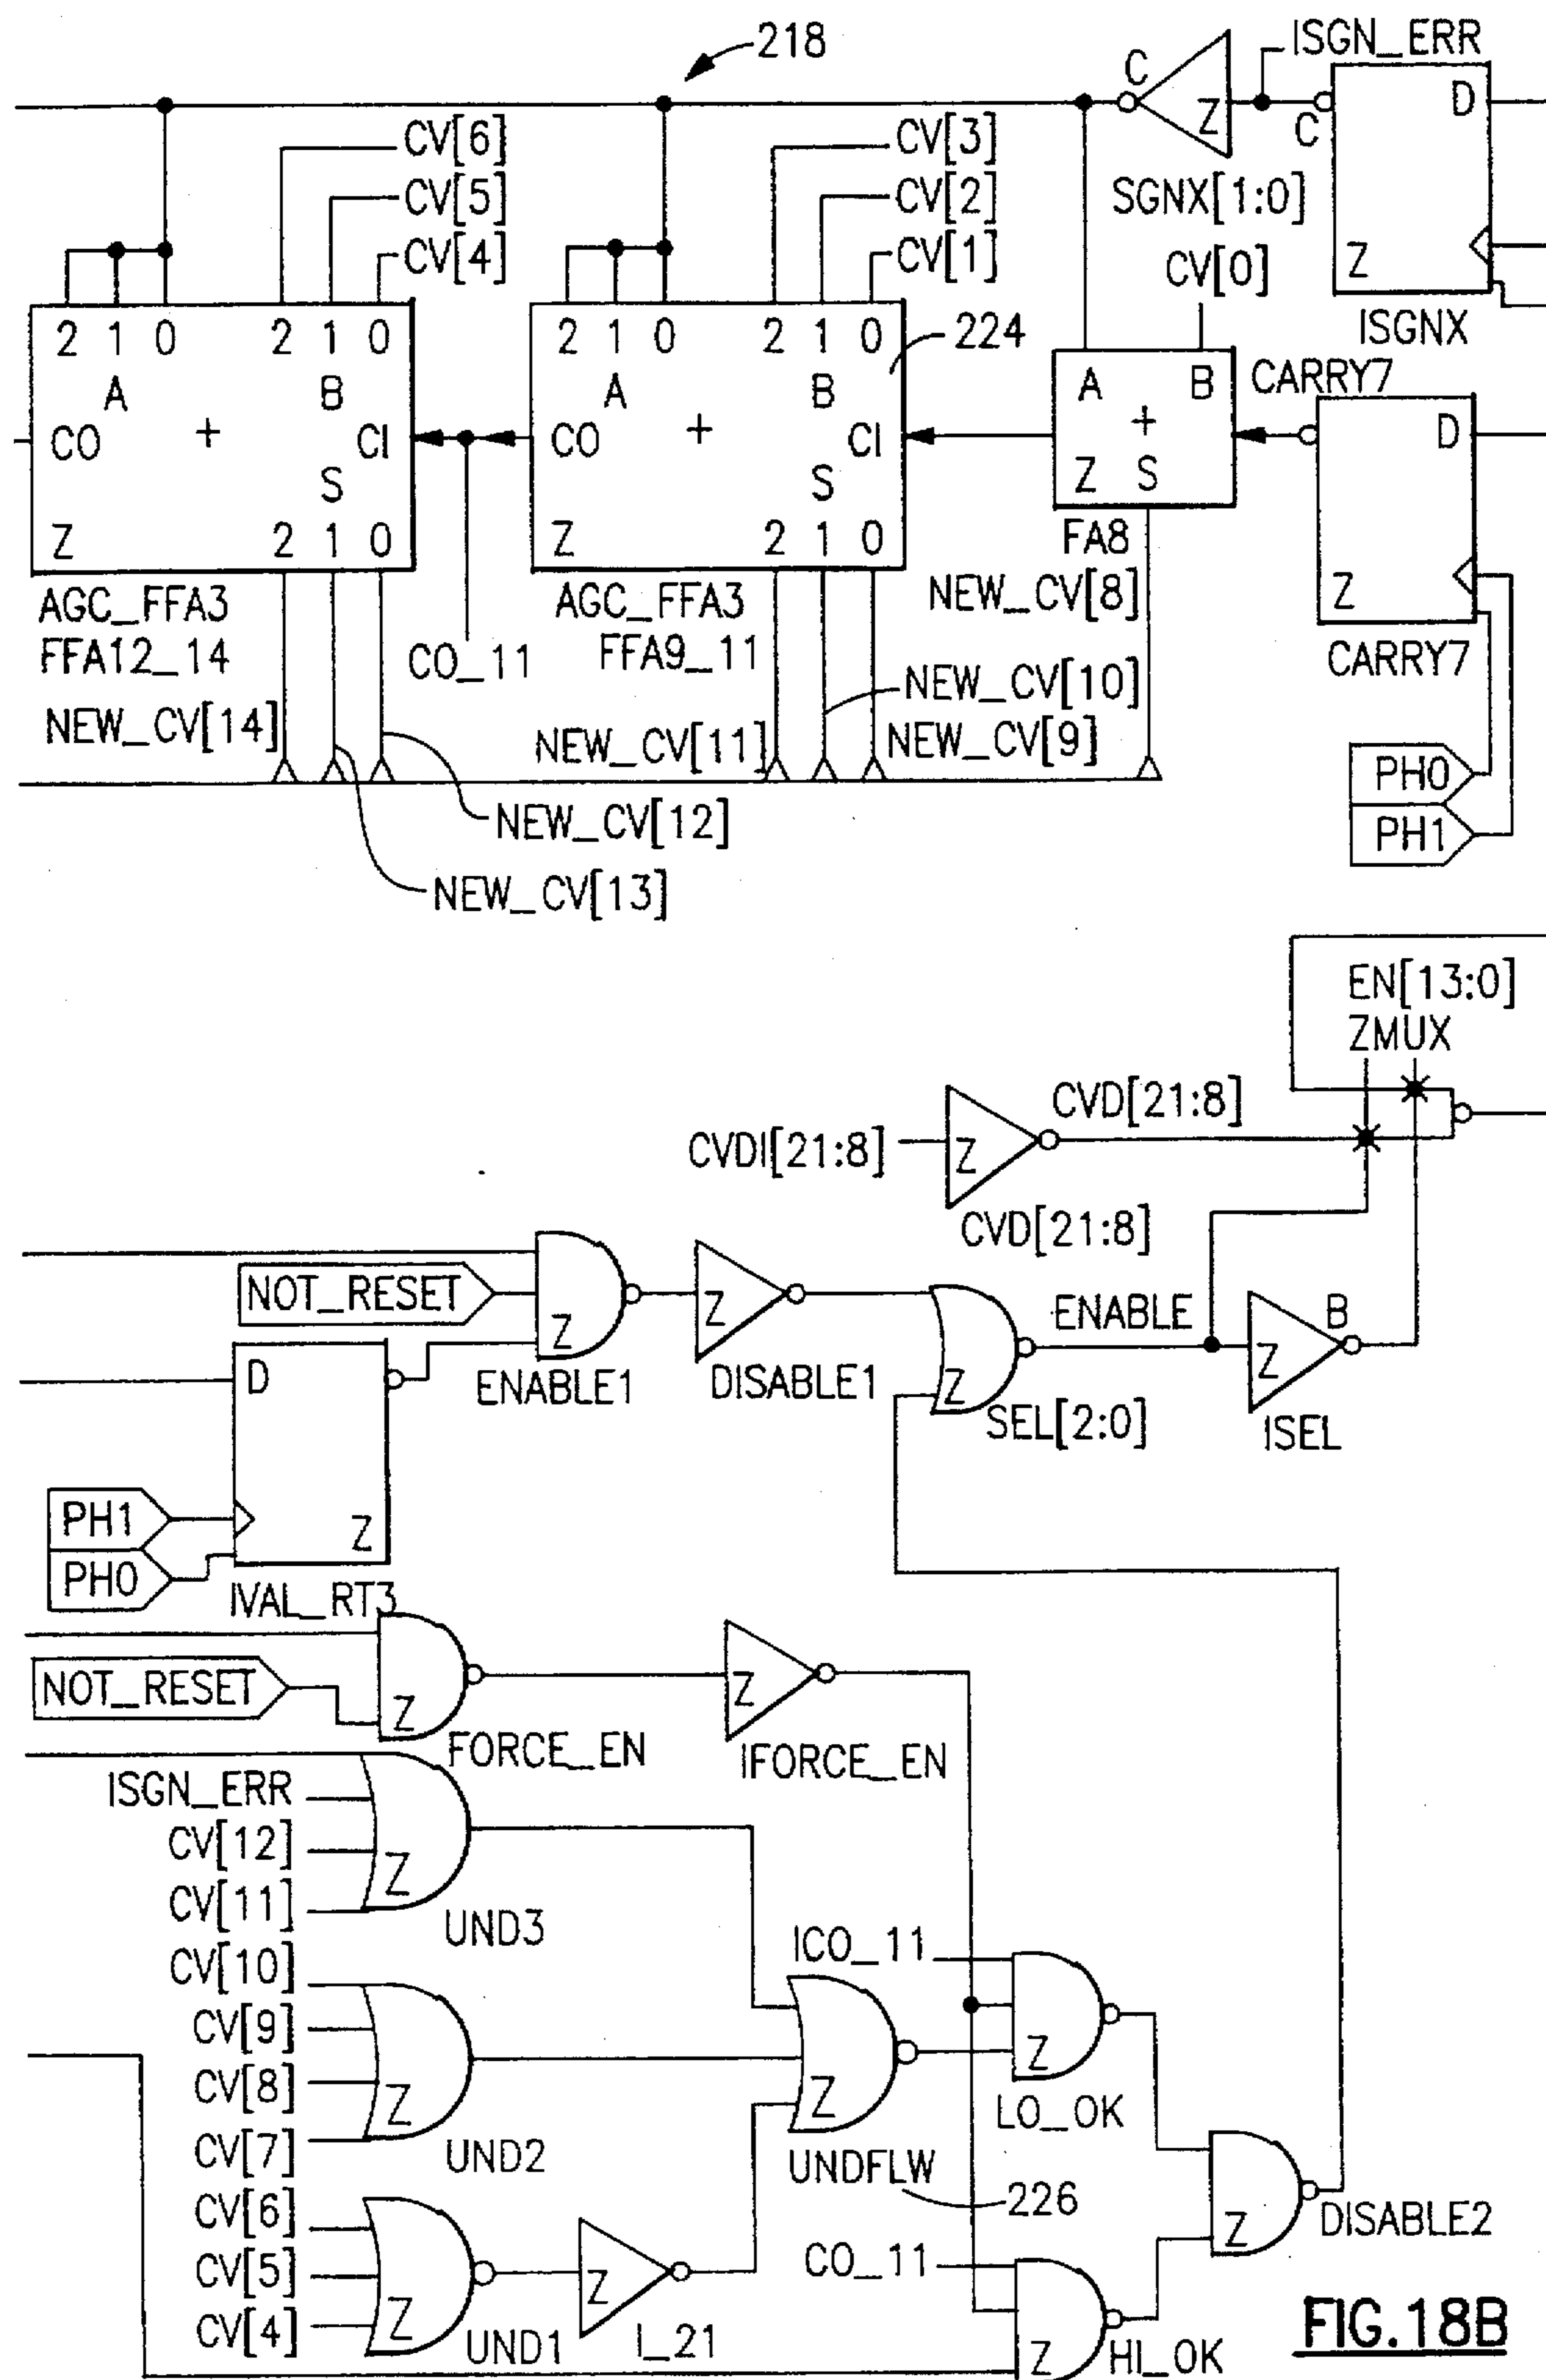 218
ISGN_ERR
C
Z
C
D
Z
ISGNX
CV[6]
CV[5]
CV[4]
CV[3]
CV[2]
CV[1]
SGNX[1:0]
CV[0]
2 1 0 2 1 0
A B
CO + CI
S
Z 2 1 0
AGC_FFA3
FFA12_14
2 1 0 2 1 0
224
A B
CO + CI
S
Z 2 1 0
AGC_FFA3
FFA9_11
A B
+
Z S
FA8
CARRY7
D
Z
CARRY7
NEW_CV[8]
CO_11
NEW_CV[14]
NEW_CV[11]
NEW_CV[10]
NEW_CV[9]
NEW_CV[12]
NEW_CV[13]
PH0
PH1
EN[13:0]
ZMUX
CVDI[21:8]
Z
CVD[21:8]
CVD[21:8]
NOT_RESET
Z
ENABLE1
Z
DISABLE1
Z
ENABLE
SEL[2:0]
Z
B
ISEL
D
Z
PH1
PH0
IVAL_RT3
NOT_RESET
Z
FORCE_EN
Z
IFORCE_EN
ISGN_ERR
CV[12]
CV[11]
Z
UND3
CV[10]
CV[9]
CV[8]
CV[7]
Z
UND2
CV[6]
CV[5]
CV[4]
Z
UND1
Z
I_21
Z
UNDFLW
226
ICO_11
Z
LO_OK
CO_11
Z
HI_OK
Z
DISABLE2
FIG.18B